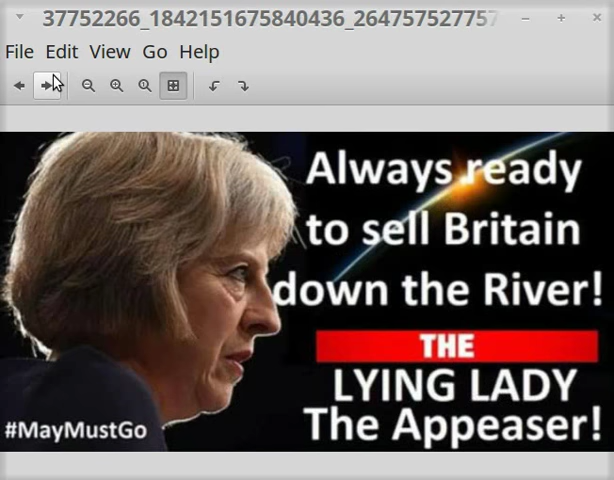 37752266_1842151675840436_264757527757
File Edit View Go Help
Always ready
to sell Britain
down the River!
THE
LYING LADY
The Appeaser!
#MayMustGo